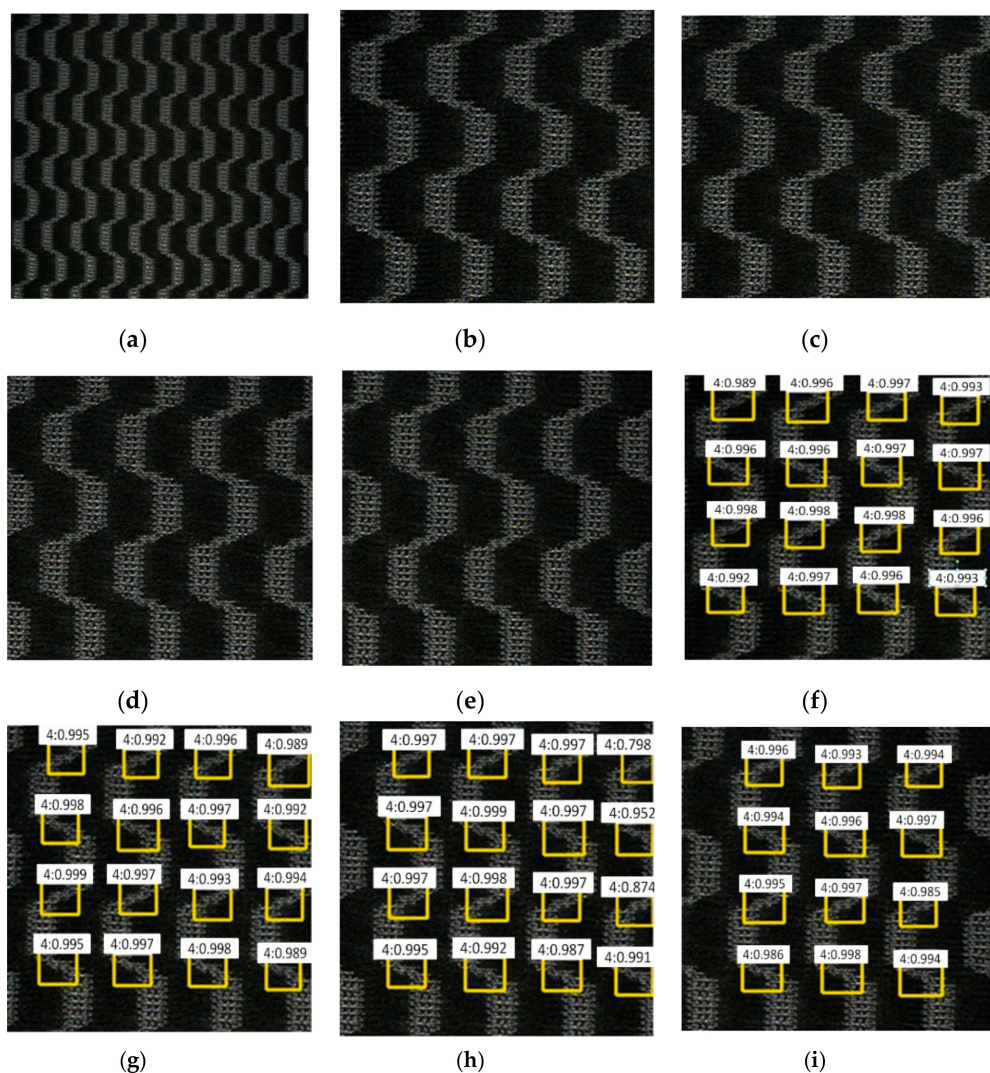 (a)
(b)
(c)
4:0.989 4:0.996 4:0.997 4:0.993
4:0.996 4:0.996 4:0.997 4:0.997
4:0.998 4:0.998 4:0.998 4:0.996
4:0.992 4:0.997 4:0.996 4:0.993
(d)
(e)
(f)
4:0.995 4:0.992 4:0.996 4:0.989
4:0.998 4:0.996 4:0.997 4:0.992
4:0.999 4:0.997 4:0.993 4:0.994
4:0.995 4:0.997 4:0.998 4:0.989
4:0.997 4:0.997 4:0.997 4:0.798
4:0.997 4:0.999 4:0.997 4:0.952
4:0.997 4:0.998 4:0.997 4:0.874
4:0.995 4:0.992 4:0.987 4:0.991
4:0.996 4:0.993 4:0.994
4:0.994 4:0.996 4:0.997
4:0.995 4:0.997 4:0.985
4:0.986 4:0.998 4:0.994
(g)
(h)
(i)